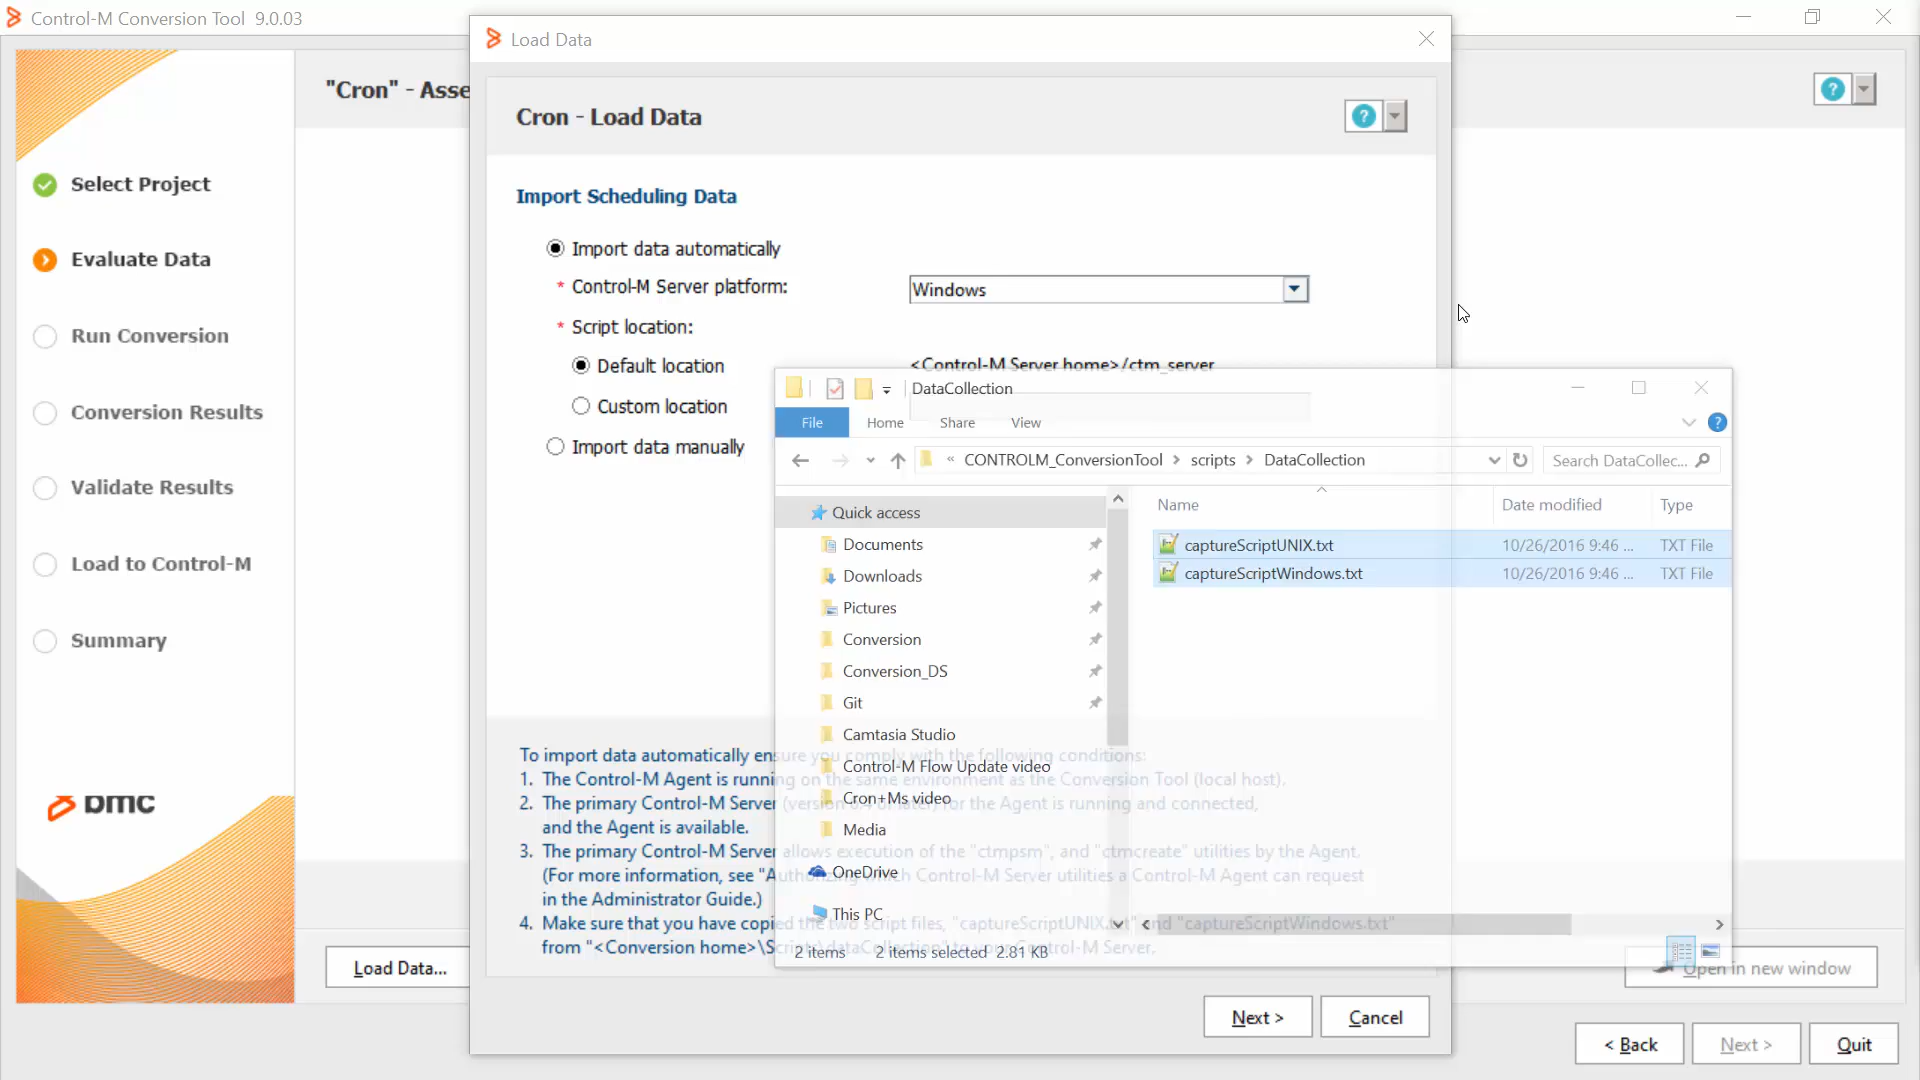 Control-M Conversion Tool 9.0.03
"Cron" - Asse
Select Project
Evaluate Data
Run Conversion
Conversion Results
Validate Results
Load to Control-M
Summary
bmc
Load Data...
Load Data
Cron - Load Data
Import Scheduling Data
Import data automatically
* Control-M Server platform:
Windows
* Script location:
Default location
<Control-M Server home>/ctm_server
Custom location
Import data manually
To import data automatically ensure you comply with the following conditions:
1. The Control-M Agent is running on the same environment as the Conversion Tool (local host).
2. The primary Control-M Server (version 6.4 or later) for the Agent is running and connected,
and the Agent is available.
3. The primary Control-M Server allows execution of the "ctmpsm", and "ctmcreate" utilities by the Agent.
(For more information, see "Authorizing which Control-M Server utilities a Control-M Agent can request
in the Administrator Guide.)
4. Make sure that you have copied the two script files, "captureScriptUNIX.txt" and "captureScriptWindows.txt"
from "<Conversion home>\Scripts\dataCollection" to your Control-M Server.
Next >
Cancel
DataCollection
File
Home
Share
View
« CONTROLM_ConversionTool > scripts > DataCollection
Search DataCollec...
Name
Date modified
Type
captureScriptUNIX.txt
10/26/2016 9:46 ...
TXT File
captureScriptWindows.txt
10/26/2016 9:46 ...
TXT File
Quick access
Documents
Downloads
Pictures
Conversion
Conversion_DS
Git
Camtasia Studio
Control-M Flow Update video
Cron+Ms video
Media
OneDrive
This PC
2 items
2 items selected 2.81 KB
Open in new window
< Back
Next >
Quit